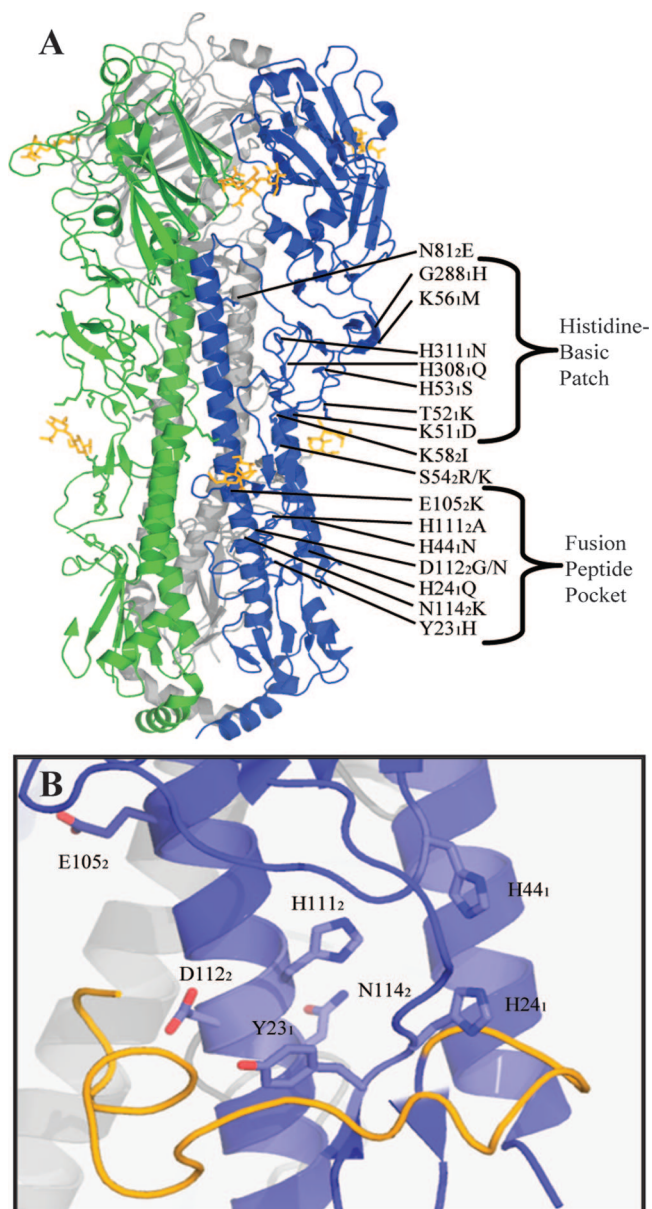 A
N81₂E
G288₁H
K56₁M
H311₁N
H308₁Q
H53₁S
T52₁K
K51₁D
K58₂I
S54₂R/K
Histidine-
Basic
Patch
E105₂K
H111₂A
H44₁N
D112₂G/N
H24₁Q
N114₂K
Y23₁H
Fusion
Peptide
Pocket
B
E105₂
H44₁
H111₂
D112₂
N114₂
H24₁
Y23₁